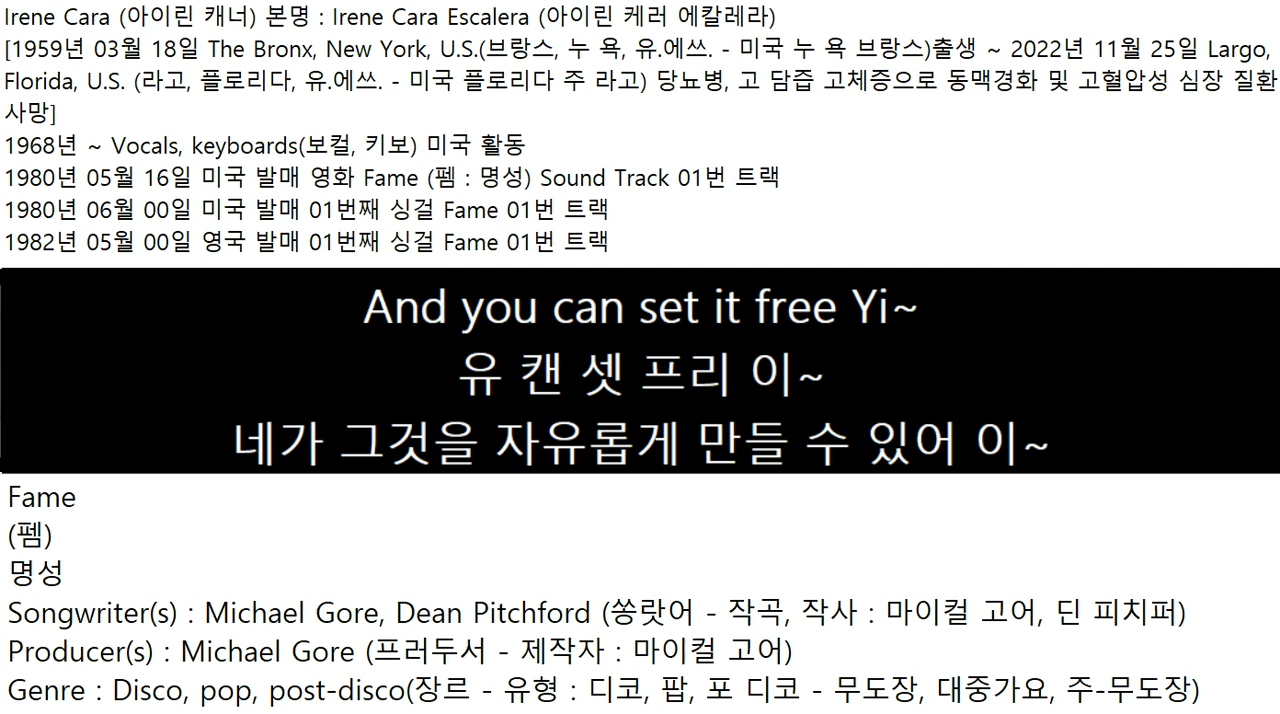 Irene Cara (아이린 캐너) 본명 : Irene Cara Escalera (아이린 케러 에칼레라)
[1959년 03월 18일 The Bronx, New York, U.S.(브랑스, 누 욕, 유.에쓰. - 미국 누 욕 브랑스)출생 ~ 2022년 11월 25일 Largo,
Florida, U.S. (라고, 플로리다, 유.에쓰. - 미국 플로리다 주 라고) 당뇨병, 고 담즙 고체증으로 동맥경화 및 고혈압성 심장 질환
사망]
1968년 ~ Vocals, keyboards(보컬, 키보) 미국 활동
1980년 05월 16일 미국 발매 영화 Fame (펨 : 명성) Sound Track 01번 트랙
1980년 06월 00일 미국 발매 01번째 싱걸 Fame 01번 트랙
1982년 05월 00일 영국 발매 01번째 싱걸 Fame 01번 트랙
And you can set it free Yi~
유 캔 셋 프리 이~
네가 그것을 자유롭게 만들 수 있어 이~
Fame
(펨)
명성
Songwriter(s) : Michael Gore, Dean Pitchford (쏭랏어 - 작곡, 작사 : 마이컬 고어, 딘 피치퍼)
Producer(s) : Michael Gore (프러두서 - 제작자 : 마이컬 고어)
Genre : Disco, pop, post-disco(장르 - 유형 : 디코, 팝, 포 디코 - 무도장, 대중가요, 주-무도장)